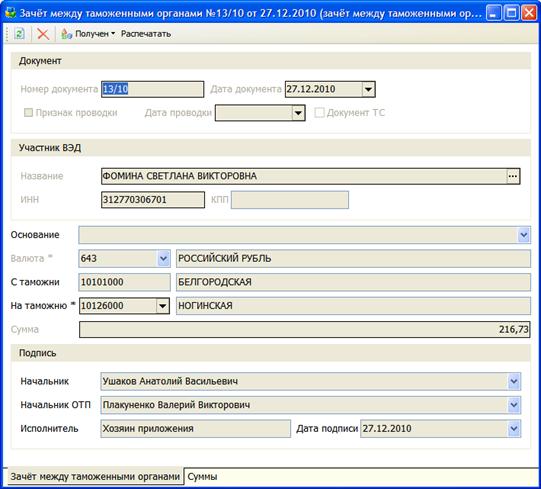 Зачёт между таможенными органами №13/10 от 27.12.2010 (зачёт между таможенными ор...
Получен Распечатать
Документ
Номер документа 13/10 Дата документа 27.12.2010
Признак проводки Дата проводки Документ ТС
Участник ВЭД
Название ФОМИНА СВЕТЛАНА ВИКТОРОВНА ...
ИНН 312770306701 КПП
Основание
Валюта * 643 РОССИЙСКИЙ РУБЛЬ
С таможни 10101000 БЕЛГОРОДСКАЯ
На таможню * 10126000 НОГИНСКАЯ
Сумма 216,73
Подпись
Начальник Ушаков Анатолий Васильевич
Начальник ОТП Плакуненко Валерий Викторович
Исполнитель Хозяин приложения Дата подписи 27.12.2010
Зачёт между таможенными органами Суммы